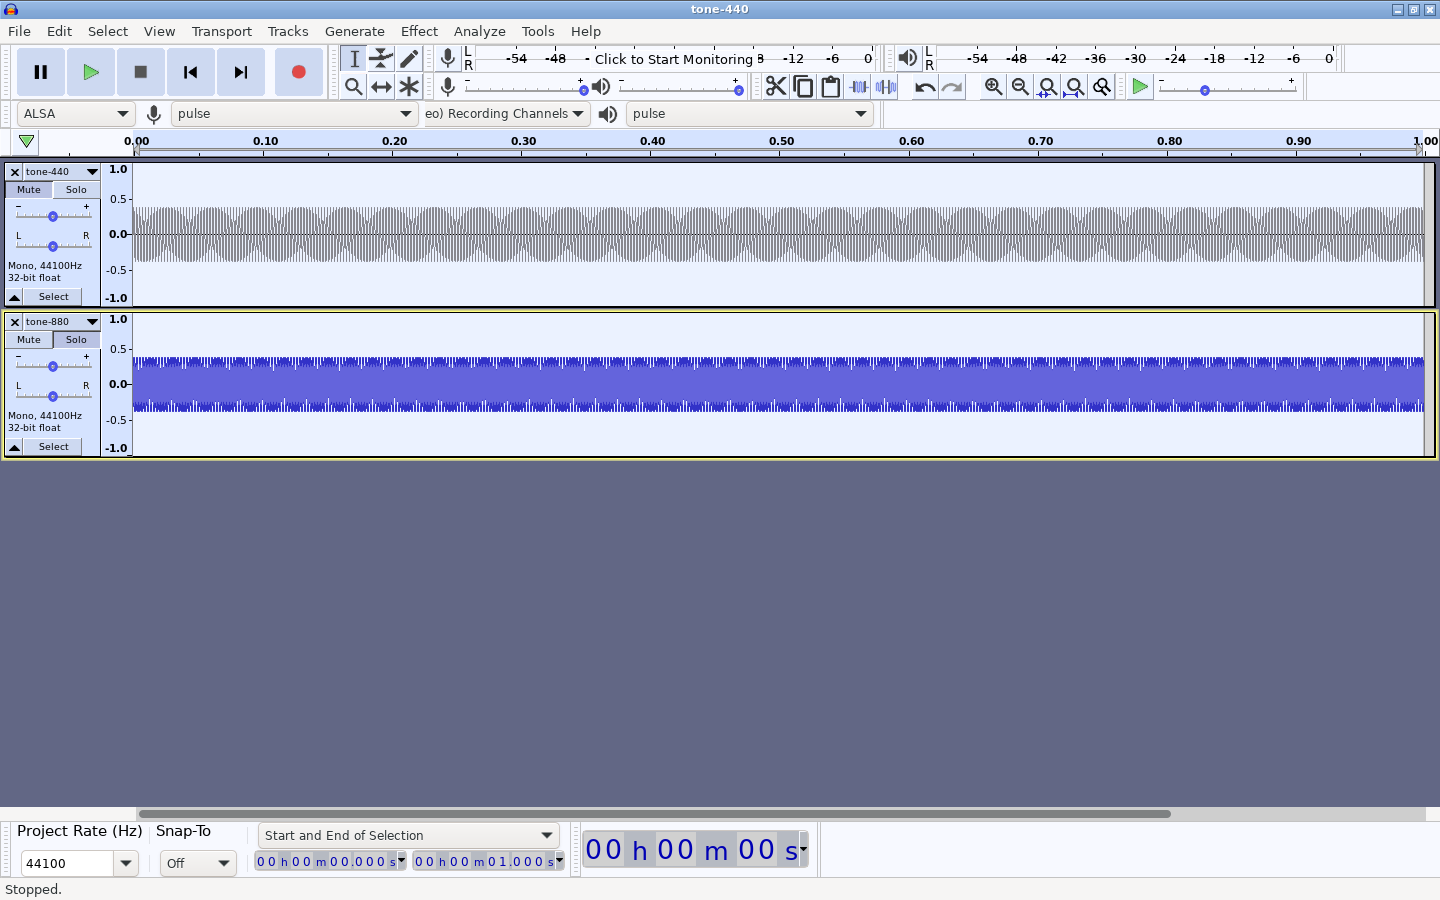 tone-440
File Edit Select View Transport Tracks Generate Effect Analyze Tools Help
L R -54 -48 - Click to Start Monitoring -12 -6 0 L R -54 -48 -42 -36 -30 -24 -18 -12 -6 0
- + - + - +
ALSA pulse eo) Recording Channels pulse
0.00 0.10 0.20 0.30 0.40 0.50 0.60 0.70 0.80 0.90 1.00
tone-440 1.0
Mute Solo 0.5
- +
L R 0.0
Mono, 44100Hz -0.5
32-bit float
Select -1.0
tone-880 1.0
Mute Solo 0.5
- +
L R 0.0
Mono, 44100Hz -0.5
32-bit float
Select -1.0
Project Rate (Hz) Snap-To Start and End of Selection
44100 Off 00 h 00 m 00.000 s 00 h 00 m 01.000 s 00 h 00 m 00 s
Stopped.